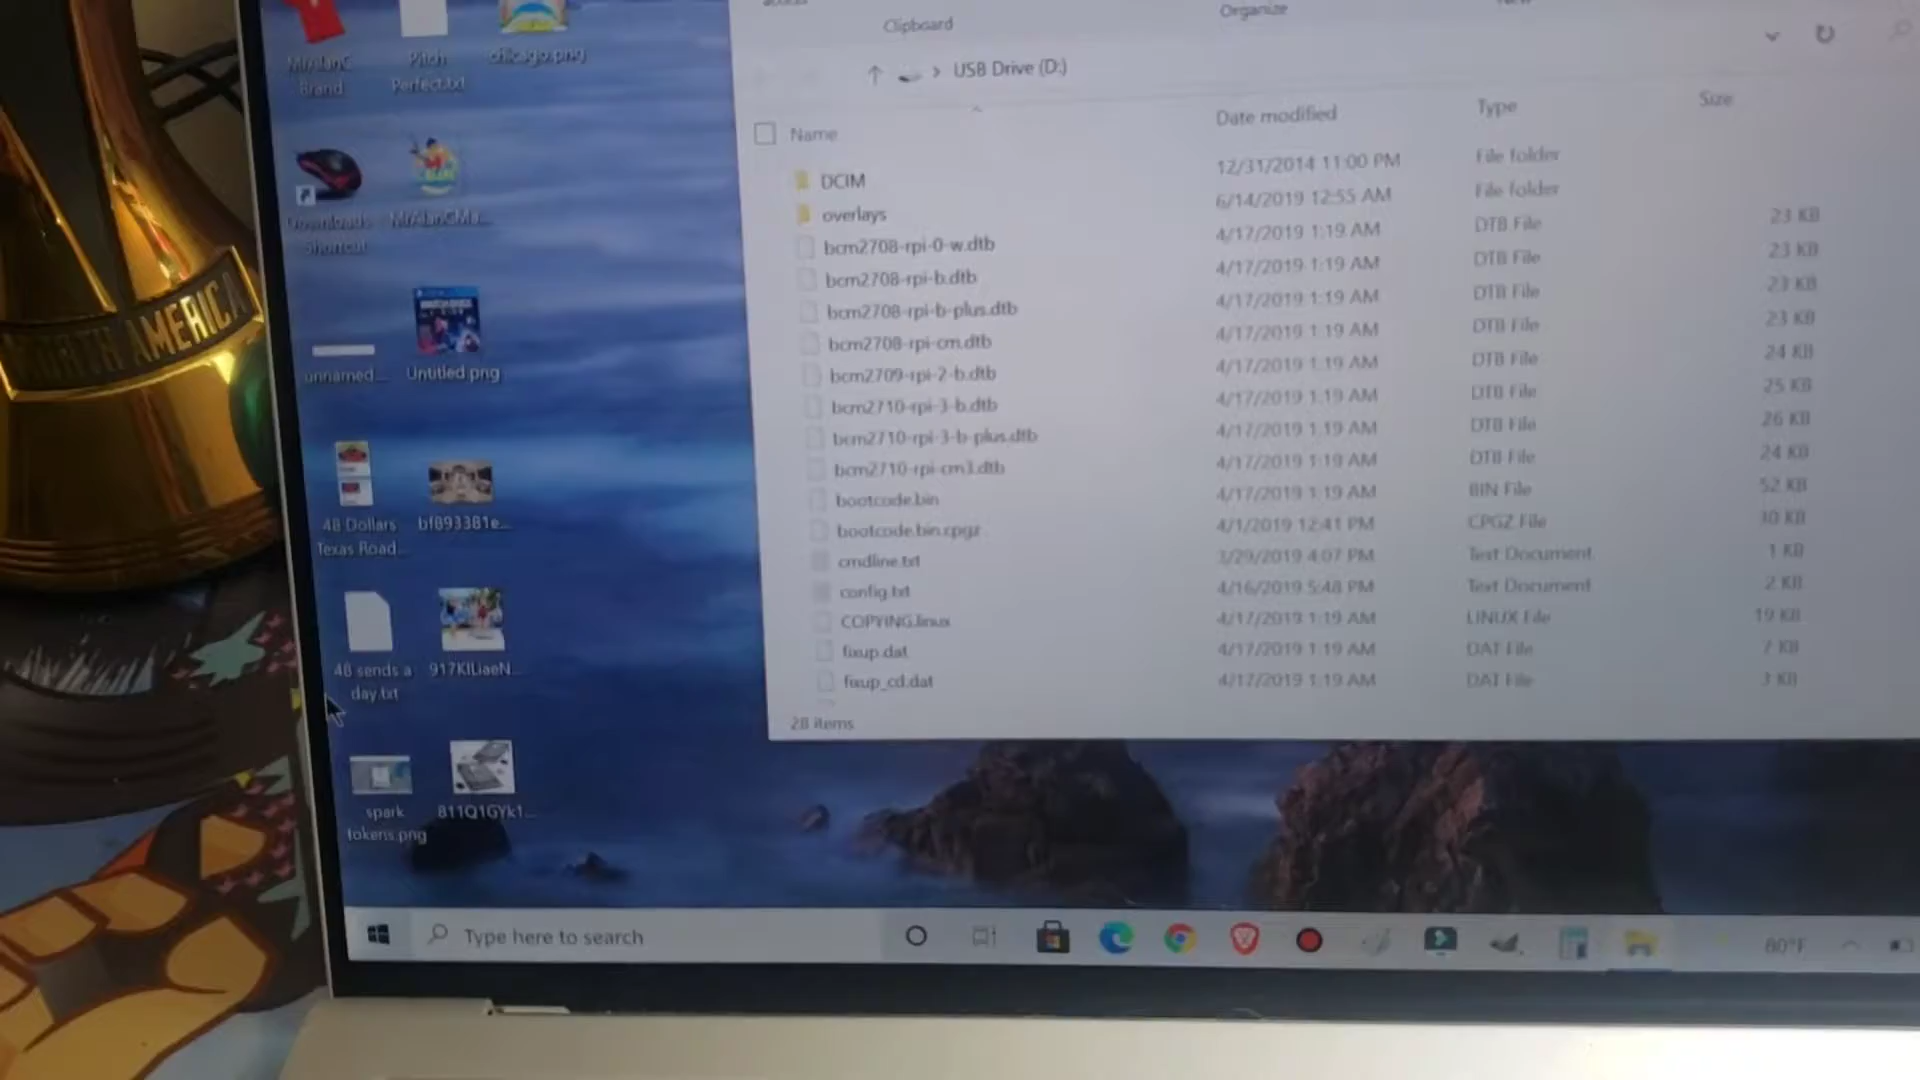 NORTH AMERICA
Brand
Pitch
Perfect.txt
chicago.png
Downloads
Shortcut
unnamed...
Untitled.png
48 Dollars
Texas Road...
bf893381e...
48 sends a
day.txt
917KlLiaeN...
spark
tokens.png
811Q1GYk1...
Clipboard
Organize
USB Drive (D:)
Name Date modified Type Size
DCIM 12/31/2014 11:00 PM File folder
overlays 6/14/2019 12:55 AM File folder
bcm2708-rpi-0-w.dtb 4/17/2019 1:19 AM DTB File 23 KB
bcm2708-rpi-b.dtb 4/17/2019 1:19 AM DTB File 23 KB
bcm2708-rpi-b-plus.dtb 4/17/2019 1:19 AM DTB File 23 KB
bcm2708-rpi-cm.dtb 4/17/2019 1:19 AM DTB File 23 KB
bcm2709-rpi-2-b.dtb 4/17/2019 1:19 AM DTB File 24 KB
bcm2710-rpi-3-b.dtb 4/17/2019 1:19 AM DTB File 25 KB
bcm2710-rpi-3-b-plus.dtb 4/17/2019 1:19 AM DTB File 26 KB
bcm2710-rpi-cm3.dtb 4/17/2019 1:19 AM DTB File 24 KB
bootcode.bin 4/17/2019 1:19 AM BIN File 52 KB
bootcode.bin.cpgz 4/1/2019 12:41 PM CPGZ File 30 KB
cmdline.txt 3/29/2019 4:07 PM Text Document 1 KB
config.txt 4/16/2019 5:48 PM Text Document 2 KB
COPYING.linux 4/17/2019 1:19 AM LINUX File 19 KB
fixup.dat 4/17/2019 1:19 AM DAT File 7 KB
fixup_cd.dat 4/17/2019 1:19 AM DAT File 3 KB
28 items
Type here to search
80°F